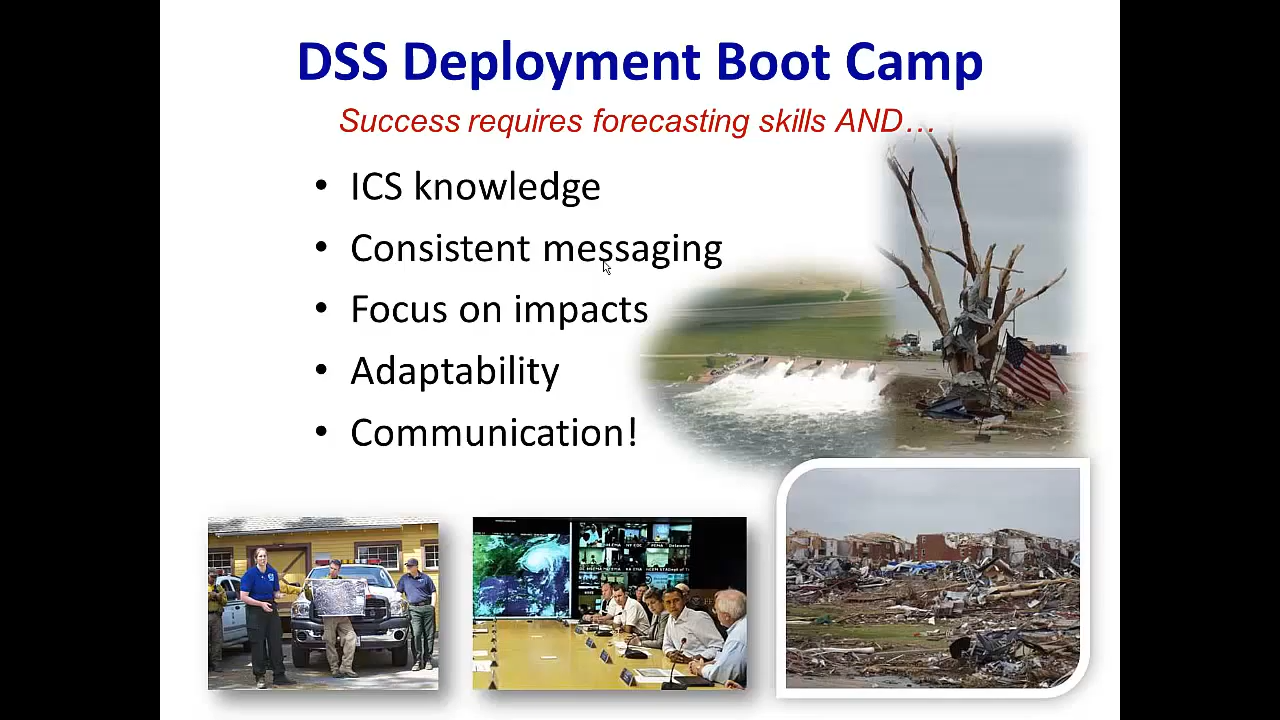 DSS Deployment Boot Camp
Success requires forecasting skills AND…
• ICS knowledge
• Consistent messaging
• Focus on impacts
• Adaptability
• Communication!